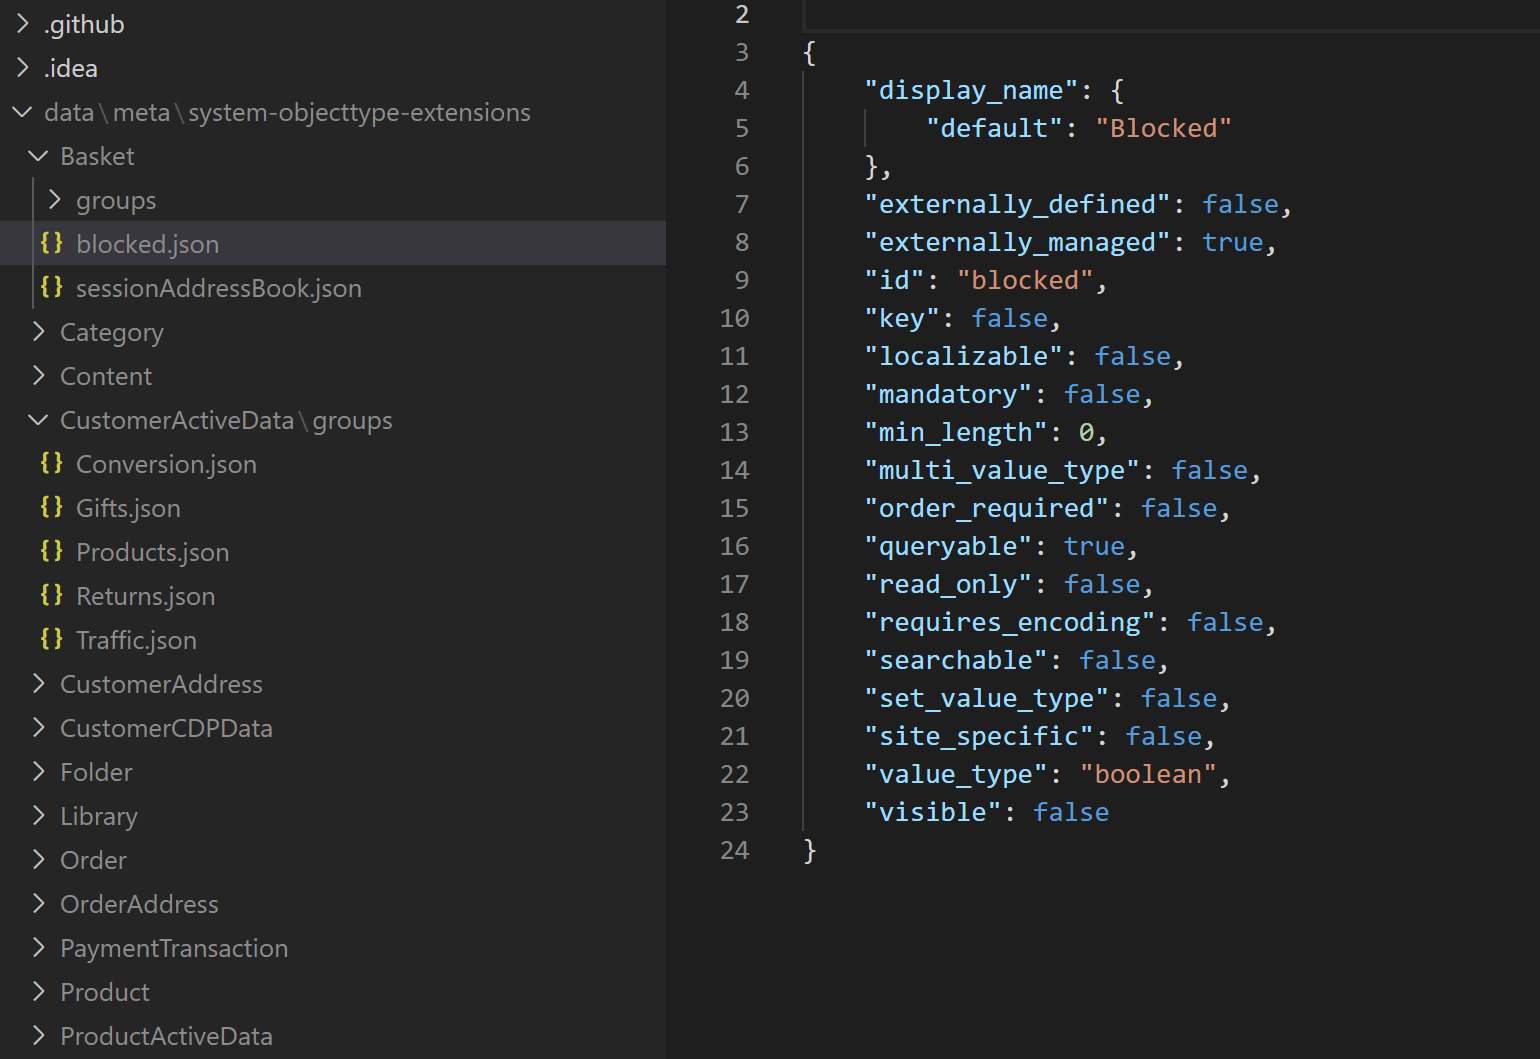 .github
.idea
data\meta\system-objecttype-extensions
Basket
groups
blocked.json
sessionAddressBook.json
Category
Content
CustomerActiveData\groups
Conversion.json
Gifts.json
Products.json
Returns.json
Traffic.json
CustomerAddress
CustomerCDPData
Folder
Library
Order
OrderAddress
PaymentTransaction
Product
ProductActiveData
2
3 {
4 "display_name": {
5 "default": "Blocked"
6 },
7 "externally_defined": false,
8 "externally_managed": true,
9 "id": "blocked",
10 "key": false,
11 "localizable": false,
12 "mandatory": false,
13 "min_length": 0,
14 "multi_value_type": false,
15 "order_required": false,
16 "queryable": true,
17 "read_only": false,
18 "requires_encoding": false,
19 "searchable": false,
20 "set_value_type": false,
21 "site_specific": false,
22 "value_type": "boolean",
23 "visible": false
24 }